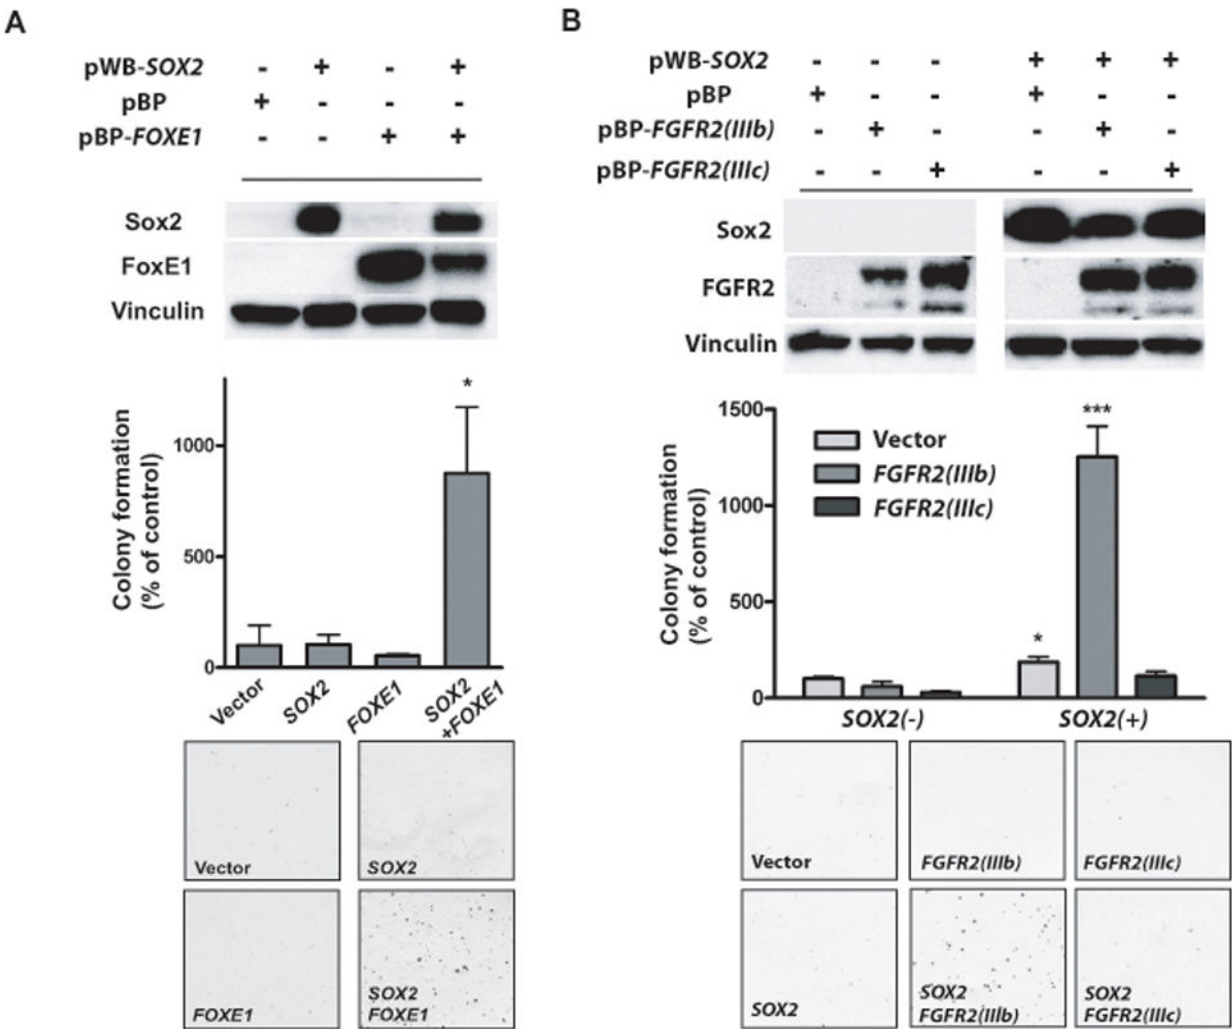 A
pWB-SOX2 - + - +
pBP + - - -
pBP-FOXE1 - - + +
Sox2
FoxE1
Vinculin
Colony formation
(% of control)
1000
500
0
*
Vector
SOX2
FOXE1
SOX2
+FOXE1
Vector
SOX2
FOXE1
SOX2
FOXE1
B
pWB-SOX2 - - - + + +
pBP + - - + - -
pBP-FGFR2(IIIb) - + - - + -
pBP-FGFR2(IIIc) - - + - - +
Sox2
FGFR2
Vinculin
Colony formation
(% of control)
1500
1000
500
0
Vector
FGFR2(IIIb)
FGFR2(IIIc)
*
***
SOX2(-)
SOX2(+)
Vector
FGFR2(IIIb)
FGFR2(IIIc)
SOX2
SOX2
FGFR2(IIIb)
SOX2
FGFR2(IIIc)